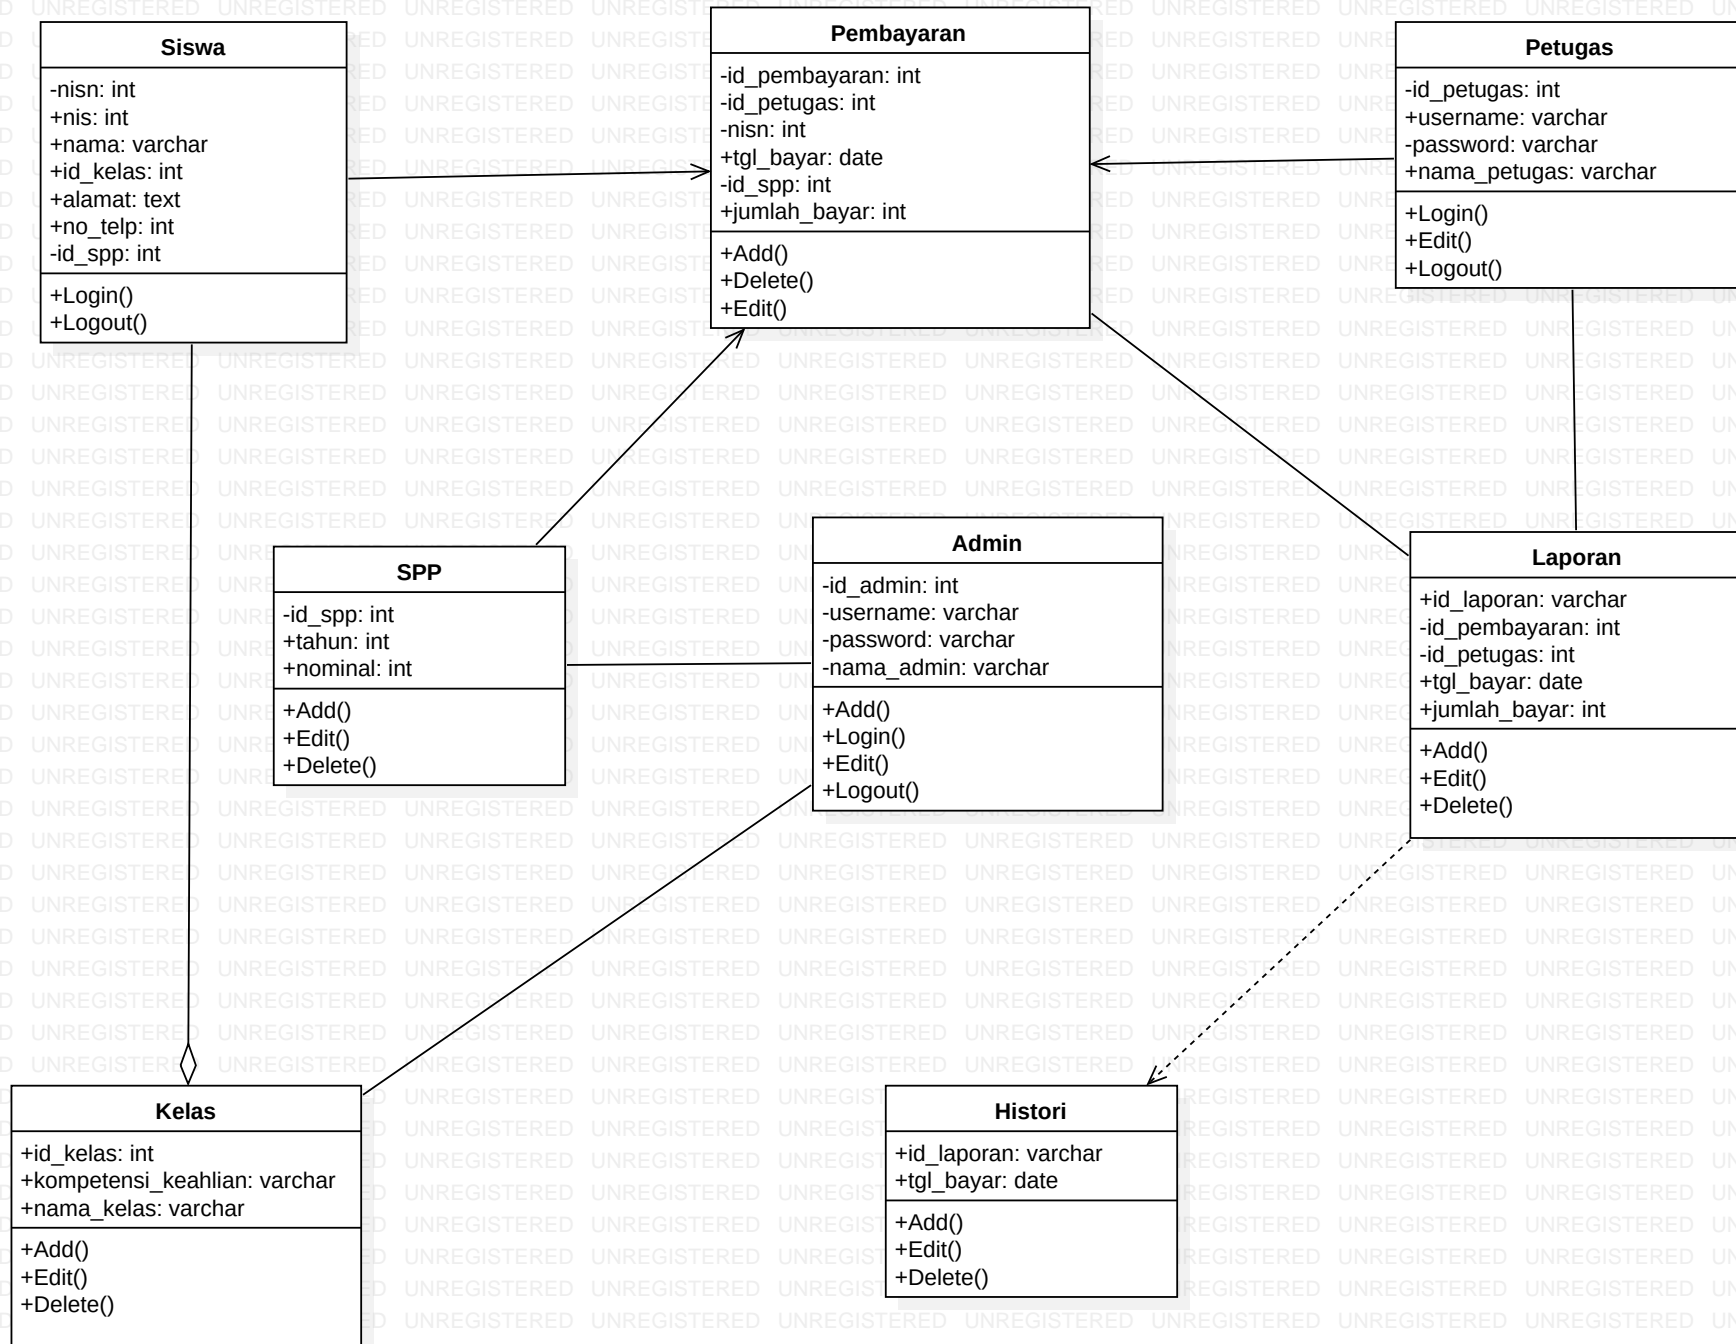 Siswa
-nisn: int
+nis: int
+nama: varchar
+id_kelas: int
+alamat: text
+no_telp: int
-id_spp: int
+Login()
+Logout()
Pembayaran
-id_pembayaran: int
-id_petugas: int
-nisn: int
+tgl_bayar: date
-id_spp: int
+jumlah_bayar: int
+Add()
+Delete()
+Edit()
Petugas
-id_petugas: int
+username: varchar
-password: varchar
+nama_petugas: varchar
+Login()
+Edit()
+Logout()
SPP
-id_spp: int
+tahun: int
+nominal: int
+Add()
+Edit()
+Delete()
Admin
-id_admin: int
-username: varchar
-password: varchar
-nama_admin: varchar
+Add()
+Login()
+Edit()
+Logout()
Laporan
+id_laporan: varchar
-id_pembayaran: int
-id_petugas: int
+tgl_bayar: date
+jumlah_bayar: int
+Add()
+Edit()
+Delete()
Kelas
+id_kelas: int
+kompetensi_keahlian: varchar
+nama_kelas: varchar
+Add()
+Edit()
+Delete()
Histori
+id_laporan: varchar
+tgl_bayar: date
+Add()
+Edit()
+Delete()
UNREGISTERED